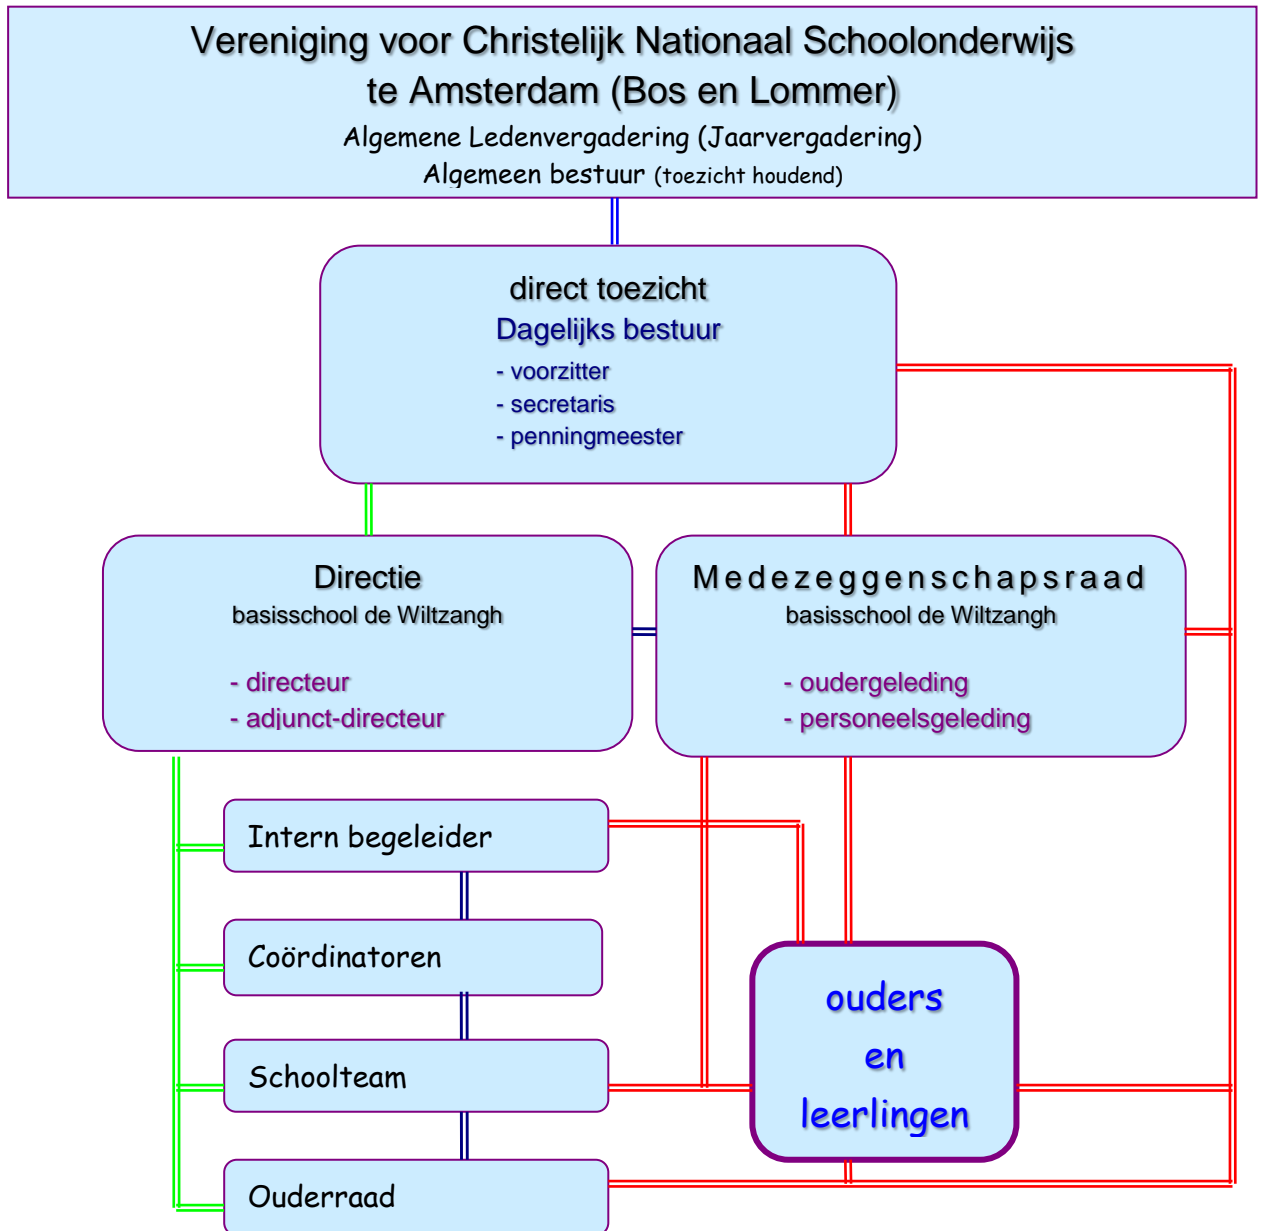 Vereniging voor Christelijk Nationaal Schoolonderwijs
te Amsterdam (Bos en Lommer)
Algemene Ledenvergadering (Jaarvergadering)
Algemeen bestuur (toezicht houdend)
direct toezicht
Dagelijks bestuur
- voorzitter
- secretaris
- penningmeester
Directie
basisschool de Wiltzangh
- directeur
- adjunct-directeur
Medezeggenschapsraad
basisschool de Wiltzangh
- oudergeleding
- personeelsgeleding
Intern begeleider
Coördinatoren
Schoolteam
Ouderraad
ouders
en
leerlingen